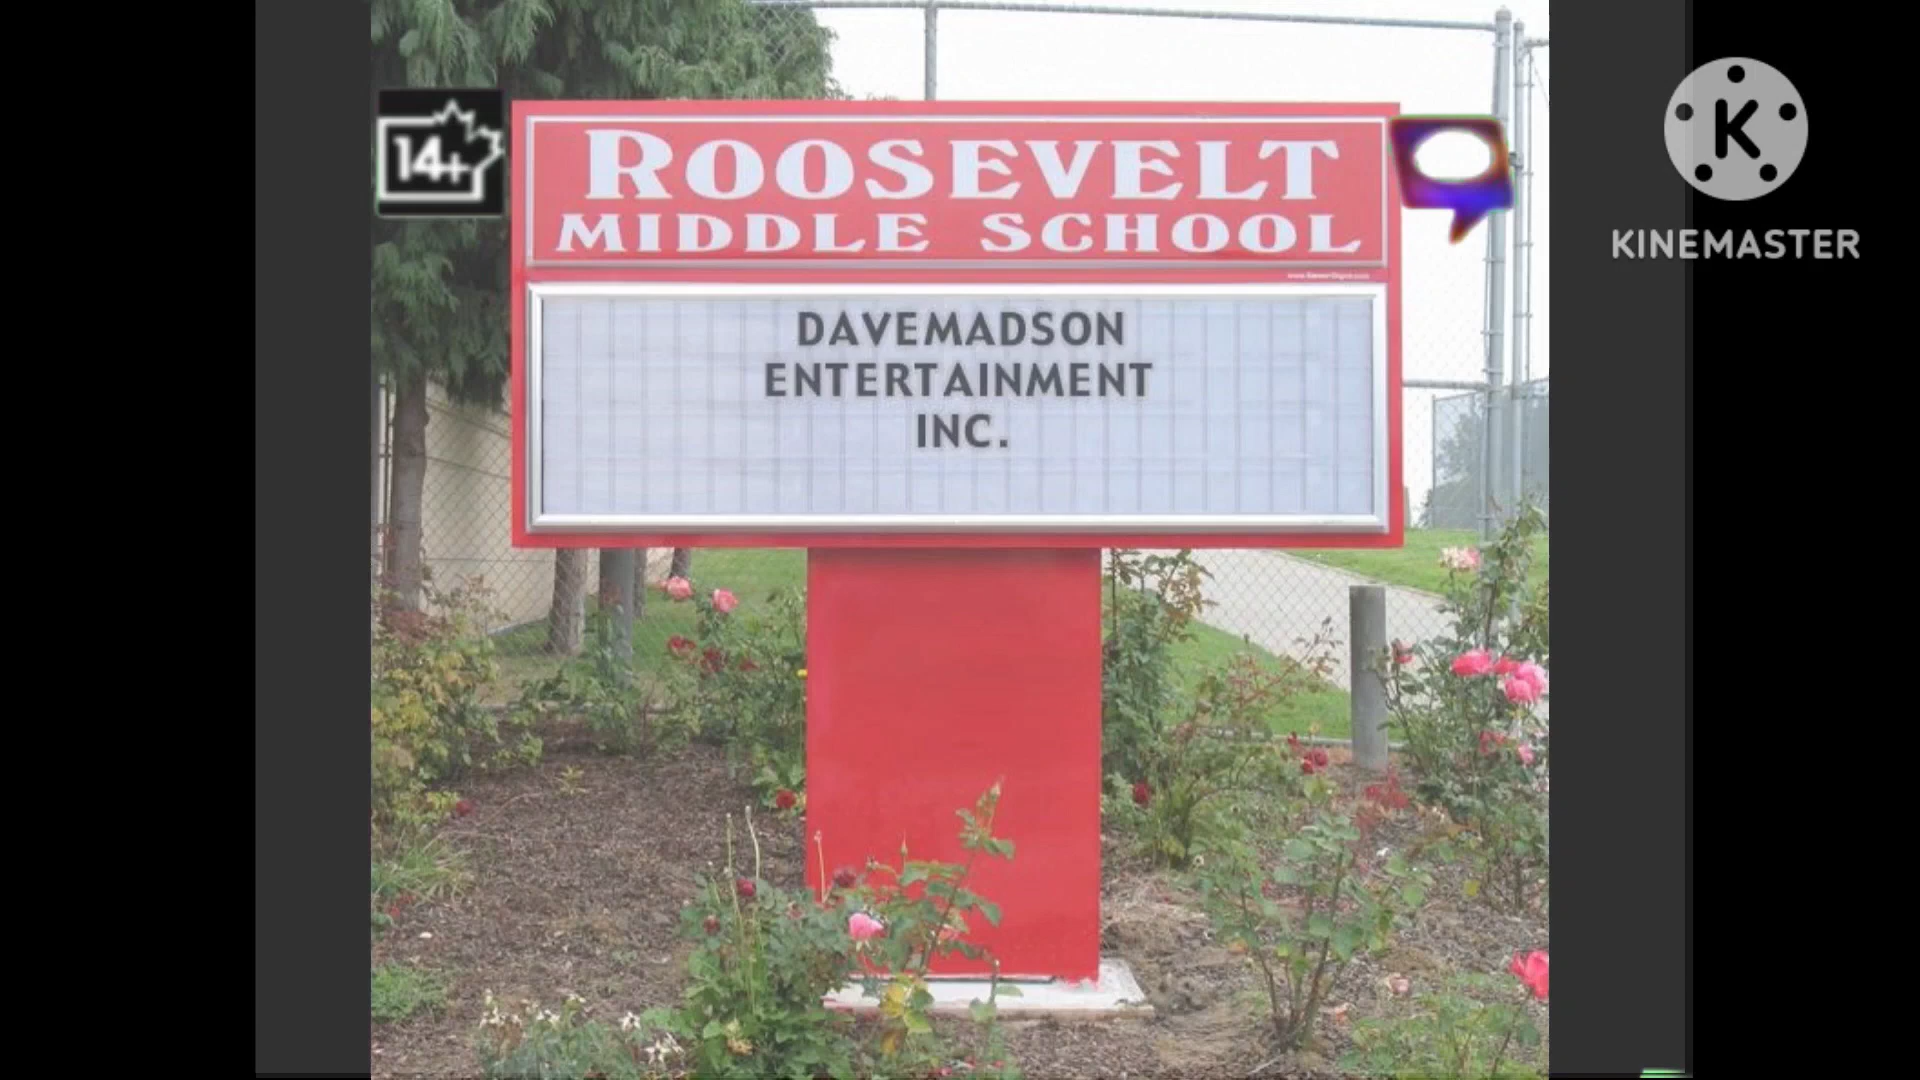 14+
ROOSEVELT
MIDDLE SCHOOL
DAVEMADSON
ENTERTAINMENT
INC.
K
KINEMASTER